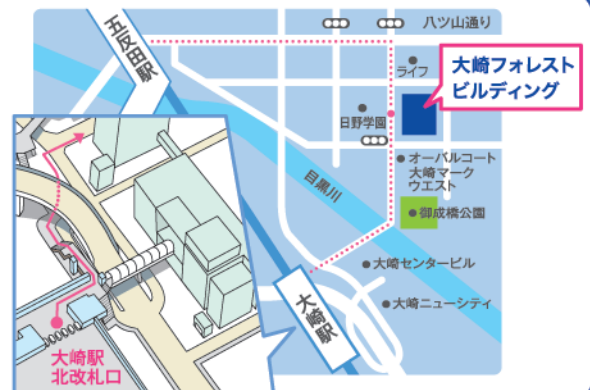 八ツ山通り
五反田駅
ライフ
大崎フォレスト
ビルディング
日野学園
オーバルコート
大崎マーク
ウエスト
目黒川
御成橋公園
大崎センタービル
大崎駅
大崎ニューシティ
大崎駅
北改札口